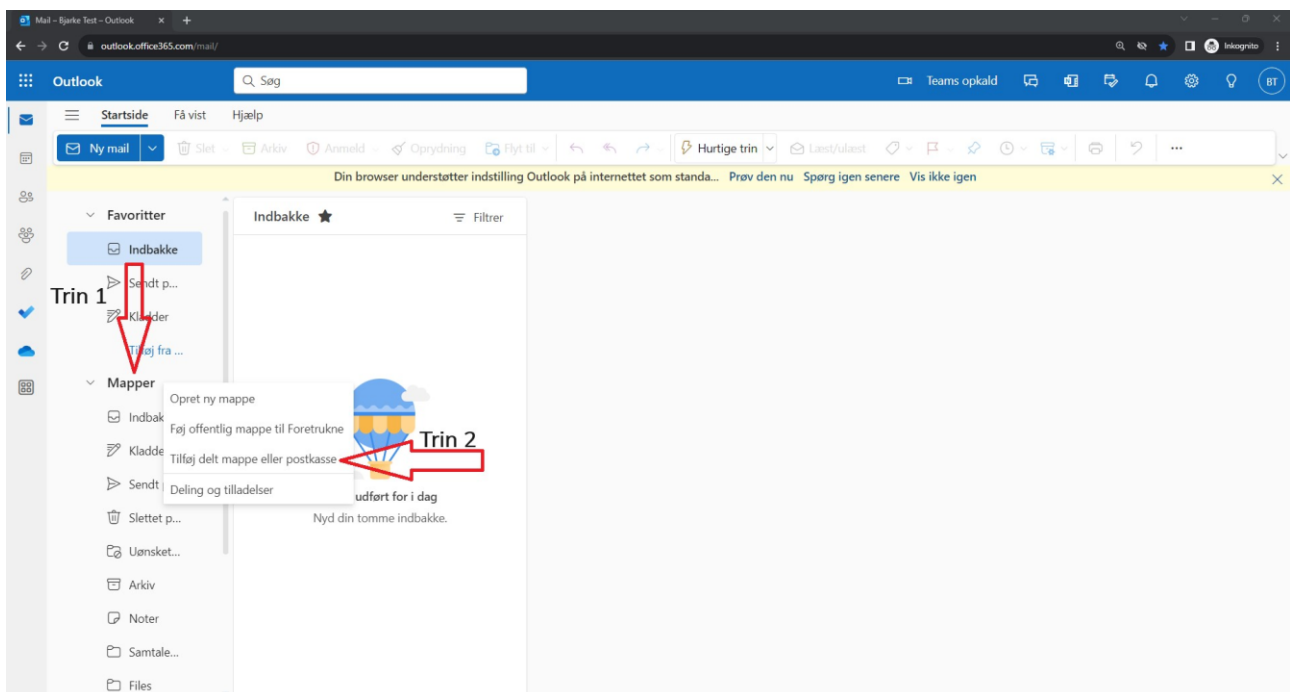 Mail – Bjarke Test – Outlook
outlook.office365.com/mail/
Inkognito
Outlook
Søg
Teams opkald
BT
Startside Få vist Hjælp
Ny mail Slet Arkiv Anmeld Oprydning Flyt til Hurtige trin Læst/ulæst
Din browser understøtter indstilling Outlook på internettet som standa... Prøv den nu Spørg igen senere Vis ikke igen
Favoritter
Indbakke
Sendt p...
Trin 1
Kladder
Tilføj fra ...
Mapper
Indbak
Kladde
Sendt
Slettet p...
Uønsket...
Arkiv
Noter
Samtale...
Files
Indbakke Filtrer
Opret ny mappe
Føj offentlig mappe til Foretrukne
Trin 2
Tilføj delt mappe eller postkasse
Deling og tilladelser
udført for i dag
Nyd din tomme indbakke.